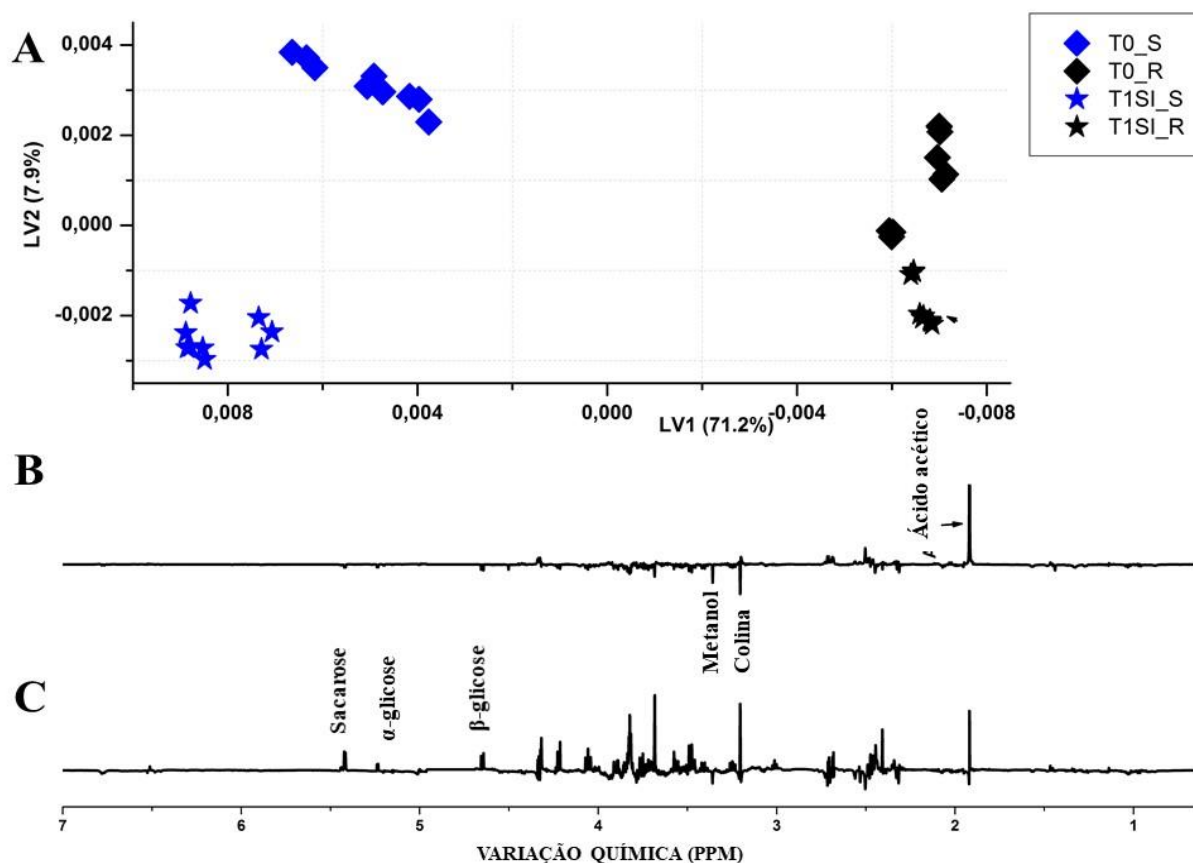 A
0,004
0,002
0,000
-0,002
LV2 (7.9%)
0,008
0,004
0,000
-0,004
-0,008
LV1 (71.2%)
T0_S
T0_R
T1SI_S
T1SI_R
B
Ácido acético
Metanol
Colina
C
Sacarose
α-glicose
β-glicose
7
6
5
4
3
2
1
VARIAÇÃO QUÍMICA (PPM)